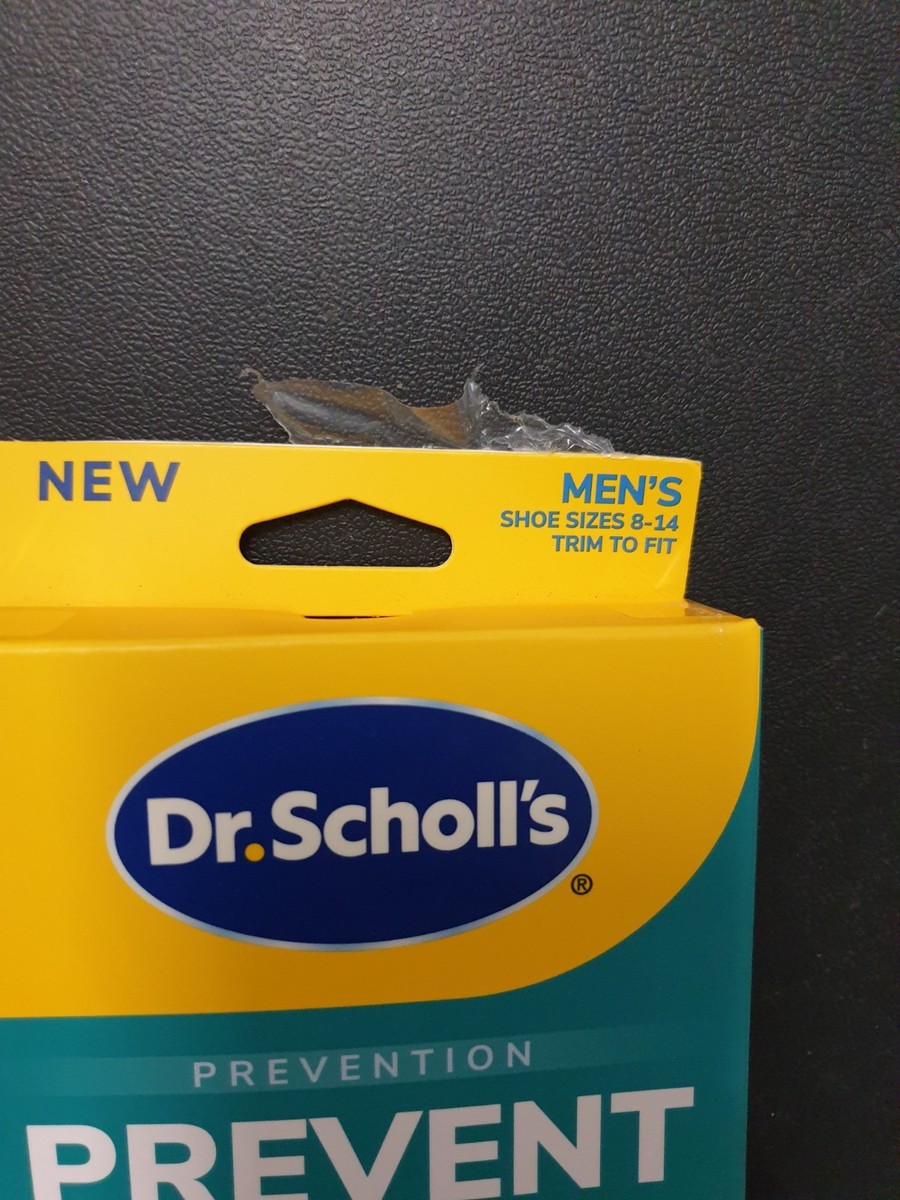 NEW
MEN'S
SHOE SIZES 8-14
TRIM TO FIT
Dr.Scholl's
®
PREVENTION
PREVENT